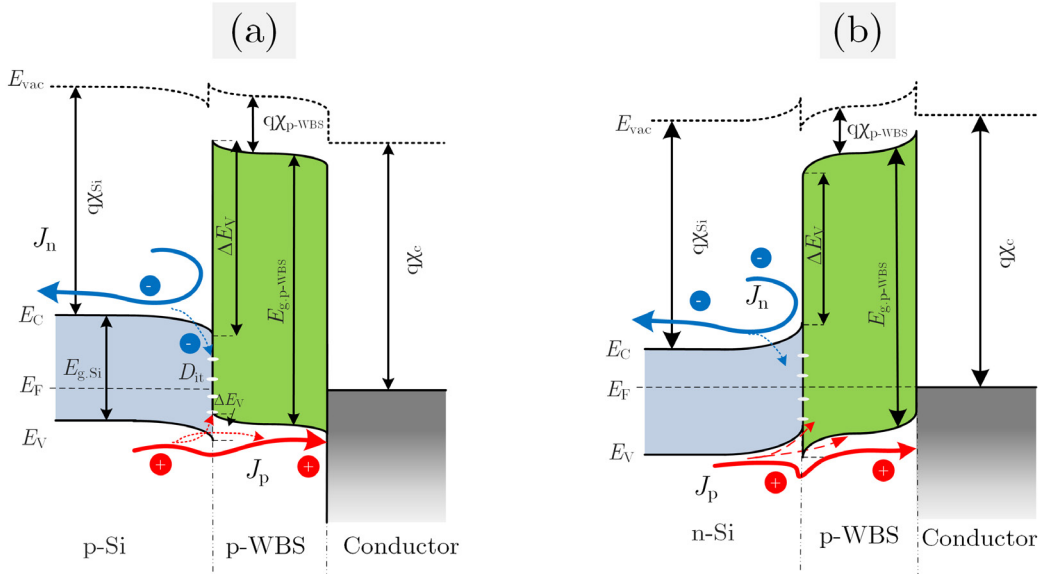 (a)
E_vac
qχ_p-WBS
qχ_Si
ΔE_V
E_g.p-WBS
qχ_c
J_n
-
E_C
E_g.Si
-
D_it
E_F
ΔE_V
E_V
+
J_p
+
p-Si
p-WBS
Conductor
(b)
E_vac
qχ_p-WBS
qχ_Si
ΔE_V
E_g.p-WBS
qχ_c
-
J_n
-
E_C
E_F
E_V
J_p
+
+
n-Si
p-WBS
Conductor